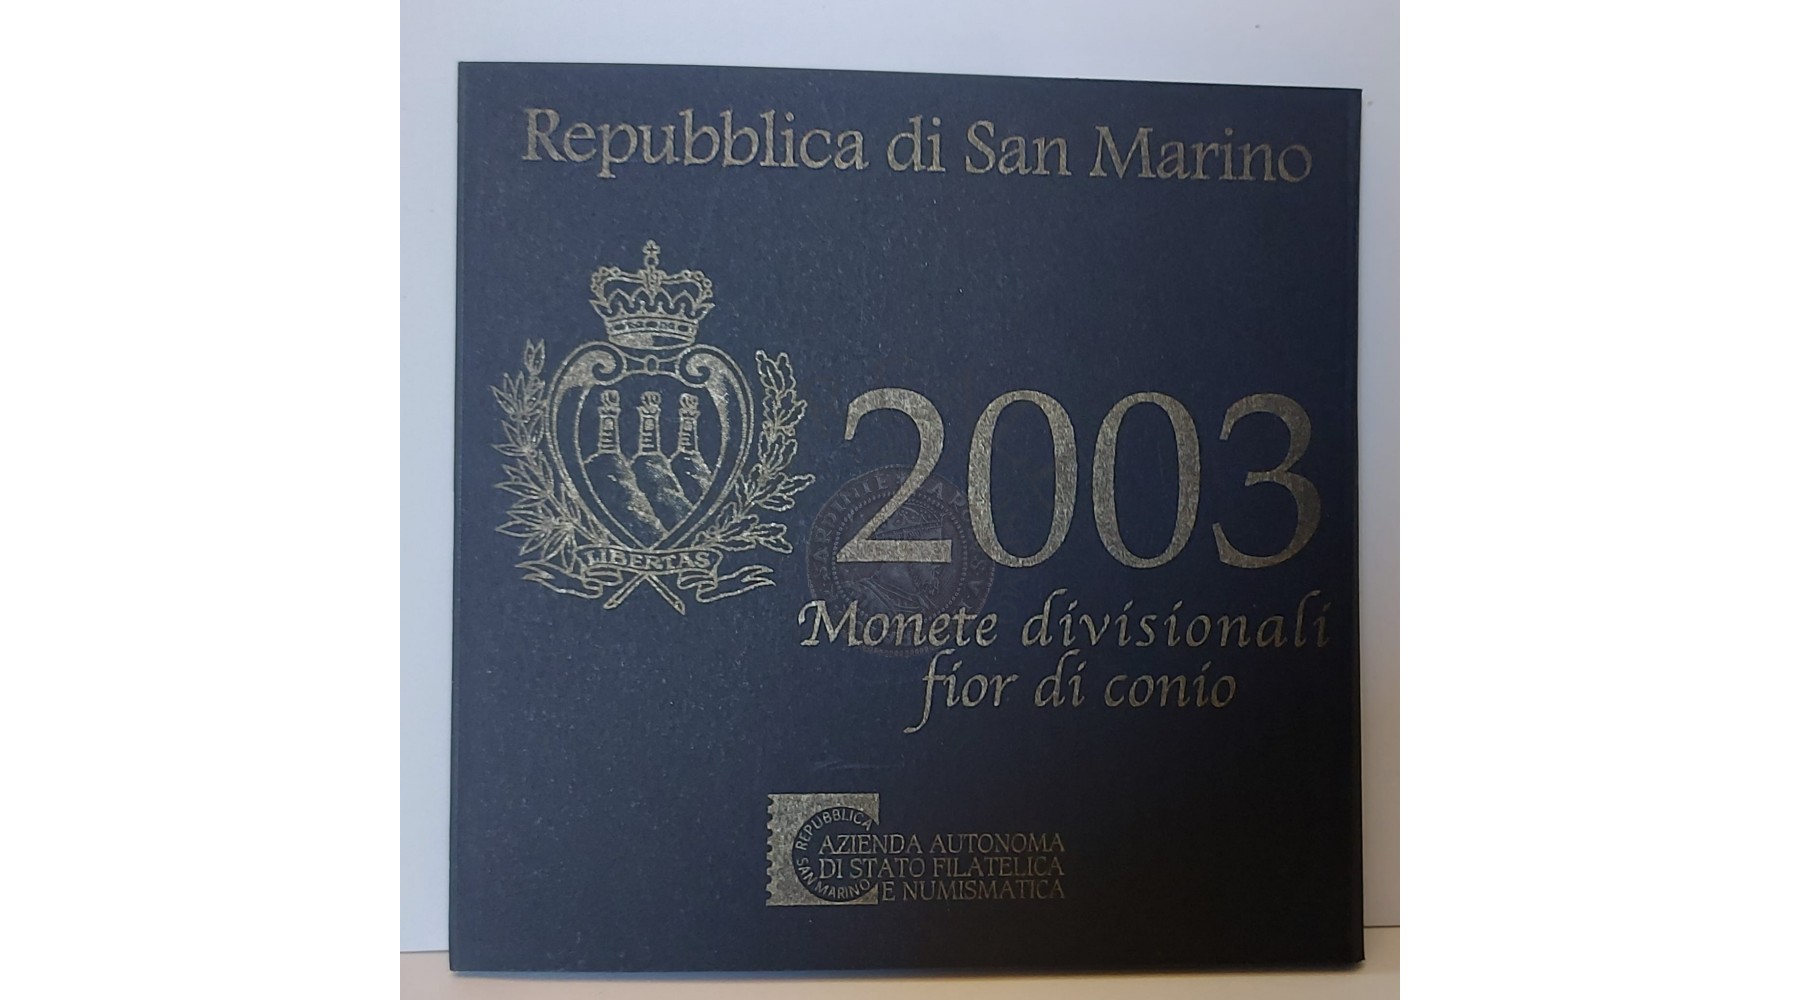 Repubblica di San Marino
LIBERTAS
2003
Monete divisionali
fior di conio
REPUBBLICA
SAN MARINO
AZIENDA AUTONOMA
DI STATO FILATELICA
E NUMISMATICA